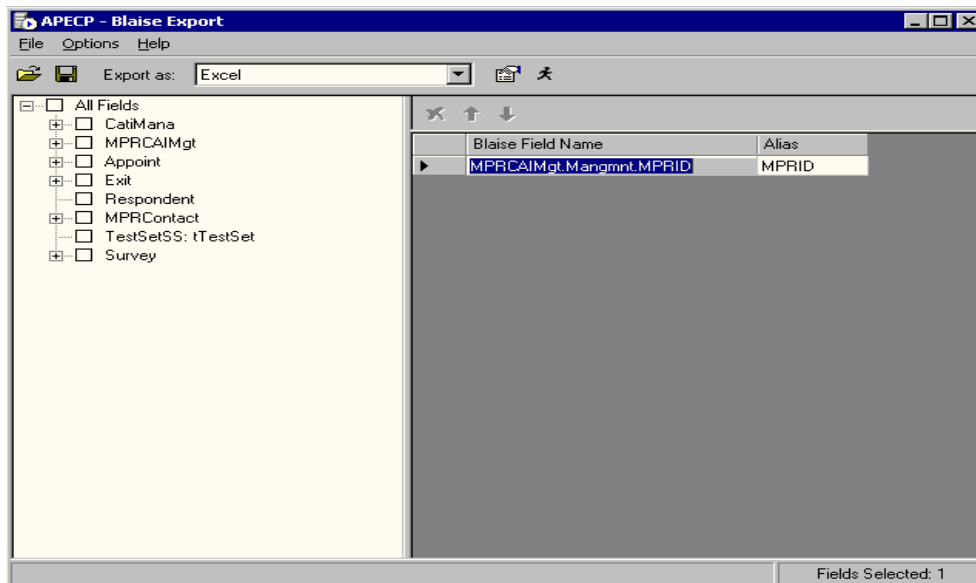 APECP - Blaise Export
File Options Help
Export as: Excel
All Fields
CatiMana
MPRCAIMgt
Appoint
Exit
Respondent
MPRContact
TestSetSS: tTestSet
Survey
Blaise Field Name Alias
MPRCAIMgt.Mangmnt.MPRID MPRID
Fields Selected: 1